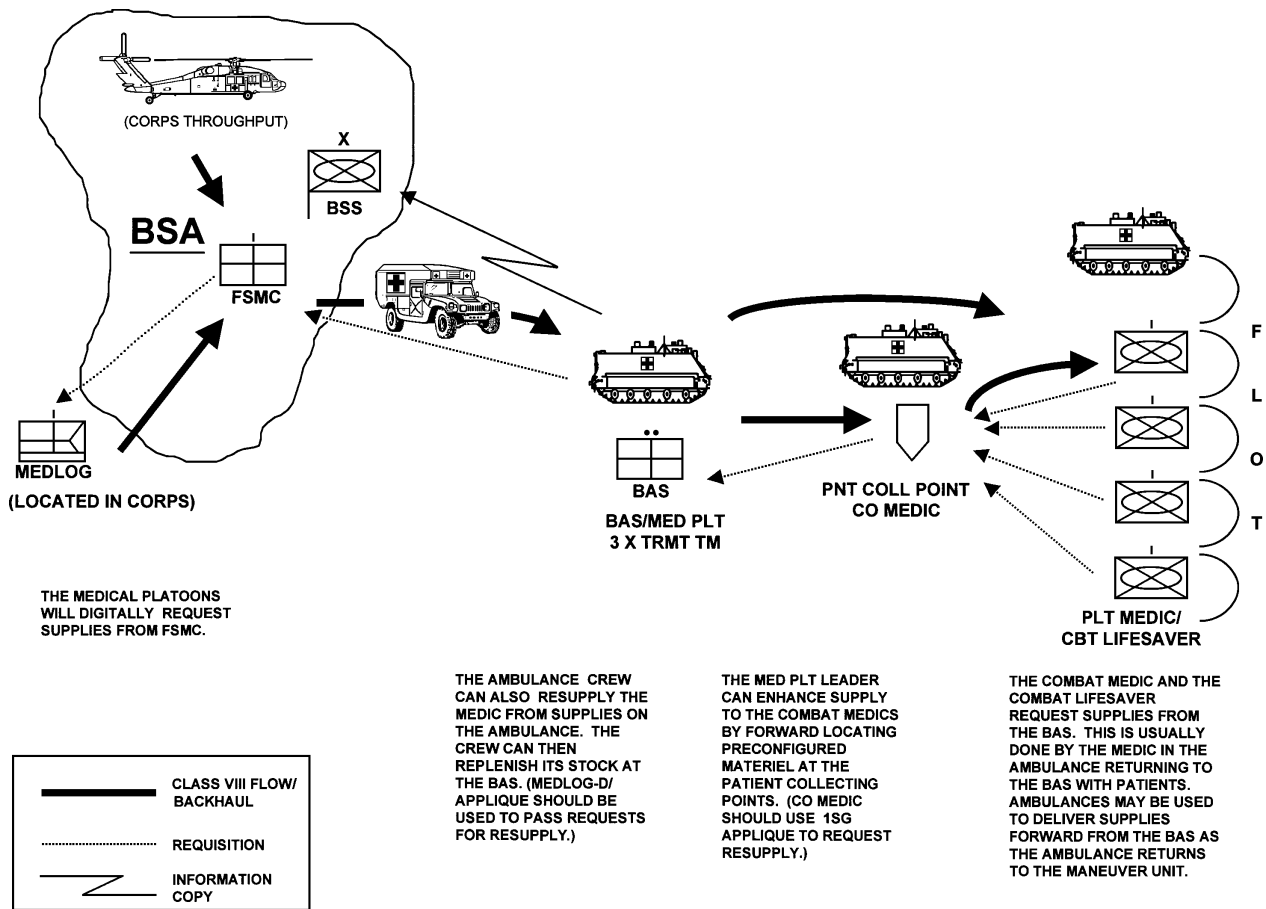 (CORPS THROUGHPUT)
X
BSS
BSA
FSMC
MEDLOG
(LOCATED IN CORPS)
BAS
BAS/MED PLT
3 X TRMT TM
PNT COLL POINT
CO MEDIC
F
L
O
T
PLT MEDIC/
CBT LIFESAVER
THE MEDICAL PLATOONS
WILL DIGITALLY REQUEST
SUPPLIES FROM FSMC.
THE AMBULANCE CREW
CAN ALSO RESUPPLY THE
MEDIC FROM SUPPLIES ON
THE AMBULANCE. THE
CREW CAN THEN
REPLENISH ITS STOCK AT
THE BAS. (MEDLOG-D/
APPLIQUE SHOULD BE
USED TO PASS REQUESTS
FOR RESUPPLY.)
THE MED PLT LEADER
CAN ENHANCE SUPPLY
TO THE COMBAT MEDICS
BY FORWARD LOCATING
PRECONFIGURED
MATERIEL AT THE
PATIENT COLLECTING
POINTS. (CO MEDIC
SHOULD USE 1SG
APPLIQUE TO REQUEST
RESUPPLY.)
THE COMBAT MEDIC AND THE
COMBAT LIFESAVER
REQUEST SUPPLIES FROM
THE BAS. THIS IS USUALLY
DONE BY THE MEDIC IN THE
AMBULANCE RETURNING TO
THE BAS WITH PATIENTS.
AMBULANCES MAY BE USED
TO DELIVER SUPPLIES
FORWARD FROM THE BAS AS
THE AMBULANCE RETURNS
TO THE MANEUVER UNIT.
CLASS VIII FLOW/
BACKHAUL
REQUISITION
INFORMATION
COPY